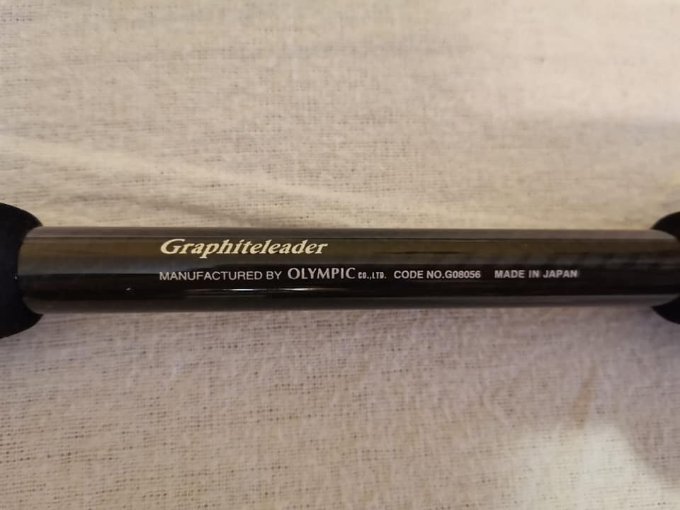 Graphiteleader
MANUFACTURED BY OLYMPIC CO.,LTD. CODE NO.G08056 MADE IN JAPAN